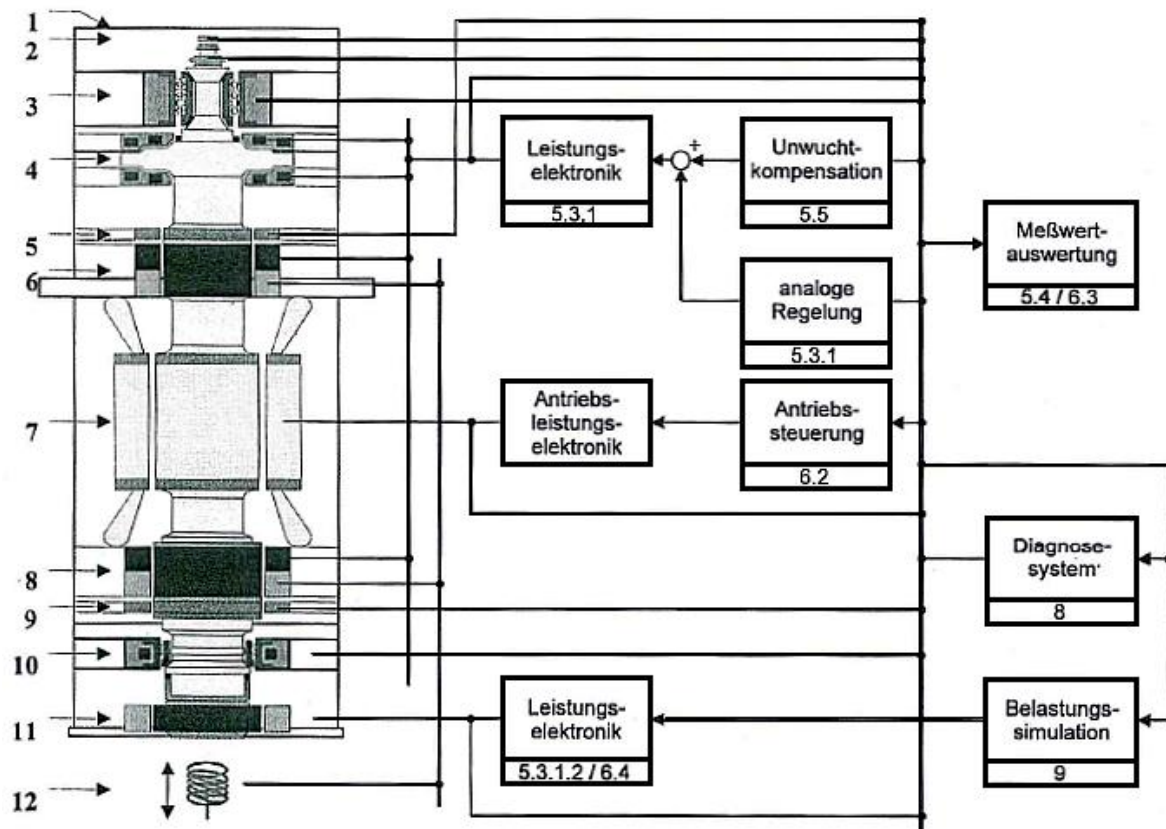 1
2
3
4
5
6
7
8
9
10
11
12
Leistungs-
elektronik
5.3.1
+
Unwucht-
kompensation
5.5
Meßwert-
auswertung
5.4 / 6.3
analoge
Regelung
5.3.1
Antriebs-
leistungs-
elektronik
Antriebs-
steuerung
6.2
Diagnose-
system
8
Leistungs-
elektronik
5.3.1.2 / 6.4
Belastungs-
simulation
9